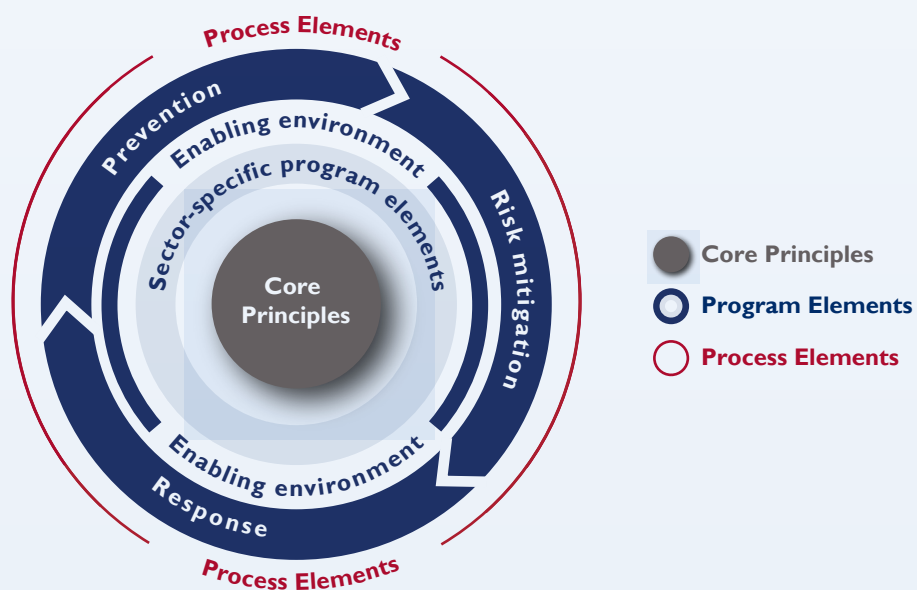 Process Elements
Prevention
Enabling environment
Sector-specific program elements
Risk mitigation
Core
Principles
Enabling environment
Response
Process Elements
Core Principles
Program Elements
Process Elements